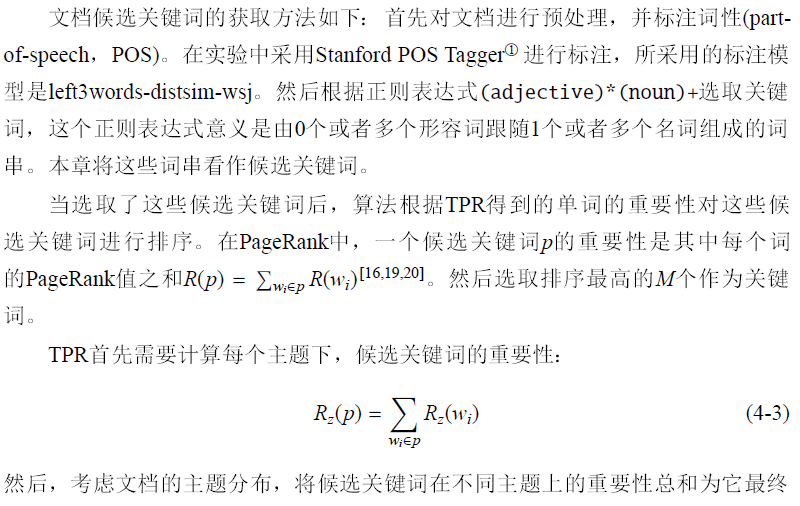 文档候选关键词的获取方法如下：首先对文档进行预处理，并标注词性(part-
of-speech，POS)。在实验中采用Stanford POS Tagger① 进行标注，所采用的标注模
型是left3words-distsim-wsj。然后根据正则表达式(adjective)*(noun)+选取关键
词，这个正则表达式意义是由0个或者多个形容词跟随1个或者多个名词组成的词
串。本章将这些词串看作候选关键词。
当选取了这些候选关键词后，算法根据TPR得到的单词的重要性对这些候
选关键词进行排序。在PageRank中，一个候选关键词p的重要性是其中每个词
的PageRank值之和R(p) = ∑wi∈p R(wi)[16,19,20]。然后选取排序最高的M个作为关键
词。
TPR首先需要计算每个主题下，候选关键词的重要性：
Rz(p) = ∑wi∈p Rz(wi) (4-3)
然后，考虑文档的主题分布，将候选关键词在不同主题上的重要性总和为它最终